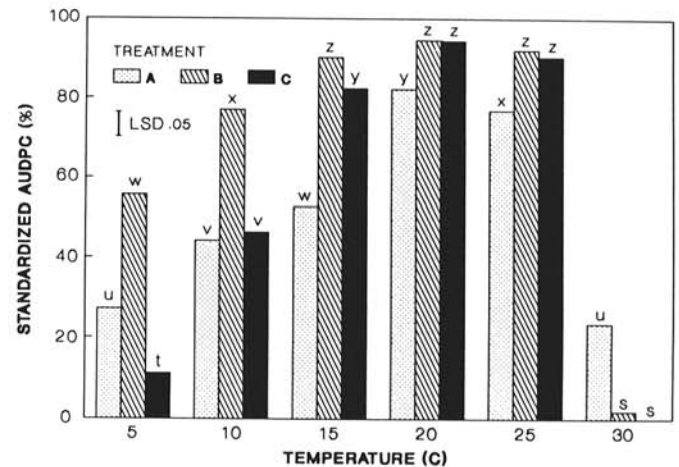 100
80
60
40
20
0
STANDARDIZED AUDPC (%)
TREATMENT
A B C
LSD .05
u w t
v x v
w z y
y z z
x z z
u s s
5 10 15 20 25 30
TEMPERATURE (C)